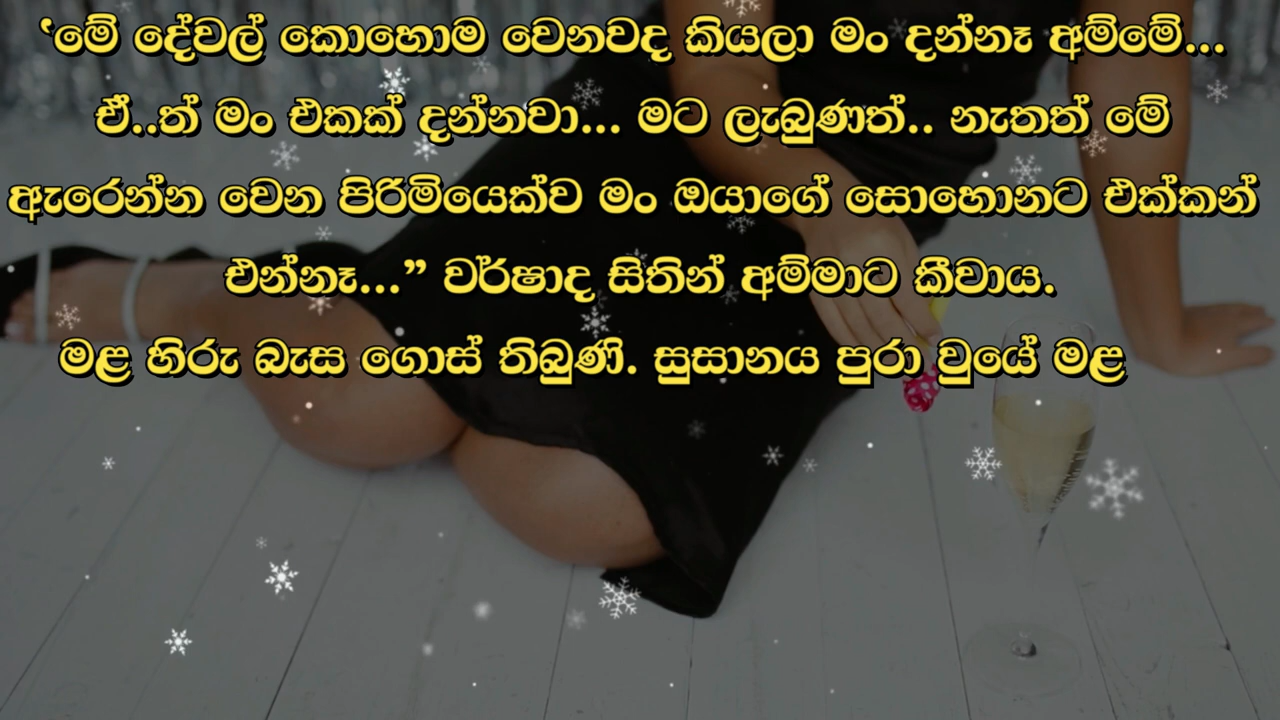 ‘මේ දේවල් කොහොම වෙනවද කියලා මං දන්නෑ අම්මේ...
ඒ..ත් මං එකක් දන්නවා... මට ලැබුණත්.. නැතත් මේ
ඇරෙන්න වෙන පිරිමියෙක්ව මං ඔයාගේ සොහොනට එක්කන්
එන්නෑ...” වර්ෂාද සිතින් අම්මාට කීවාය.
මළ හිරු බැස ගොස් තිබුණි. සුසානය පුරා වූයේ මළ